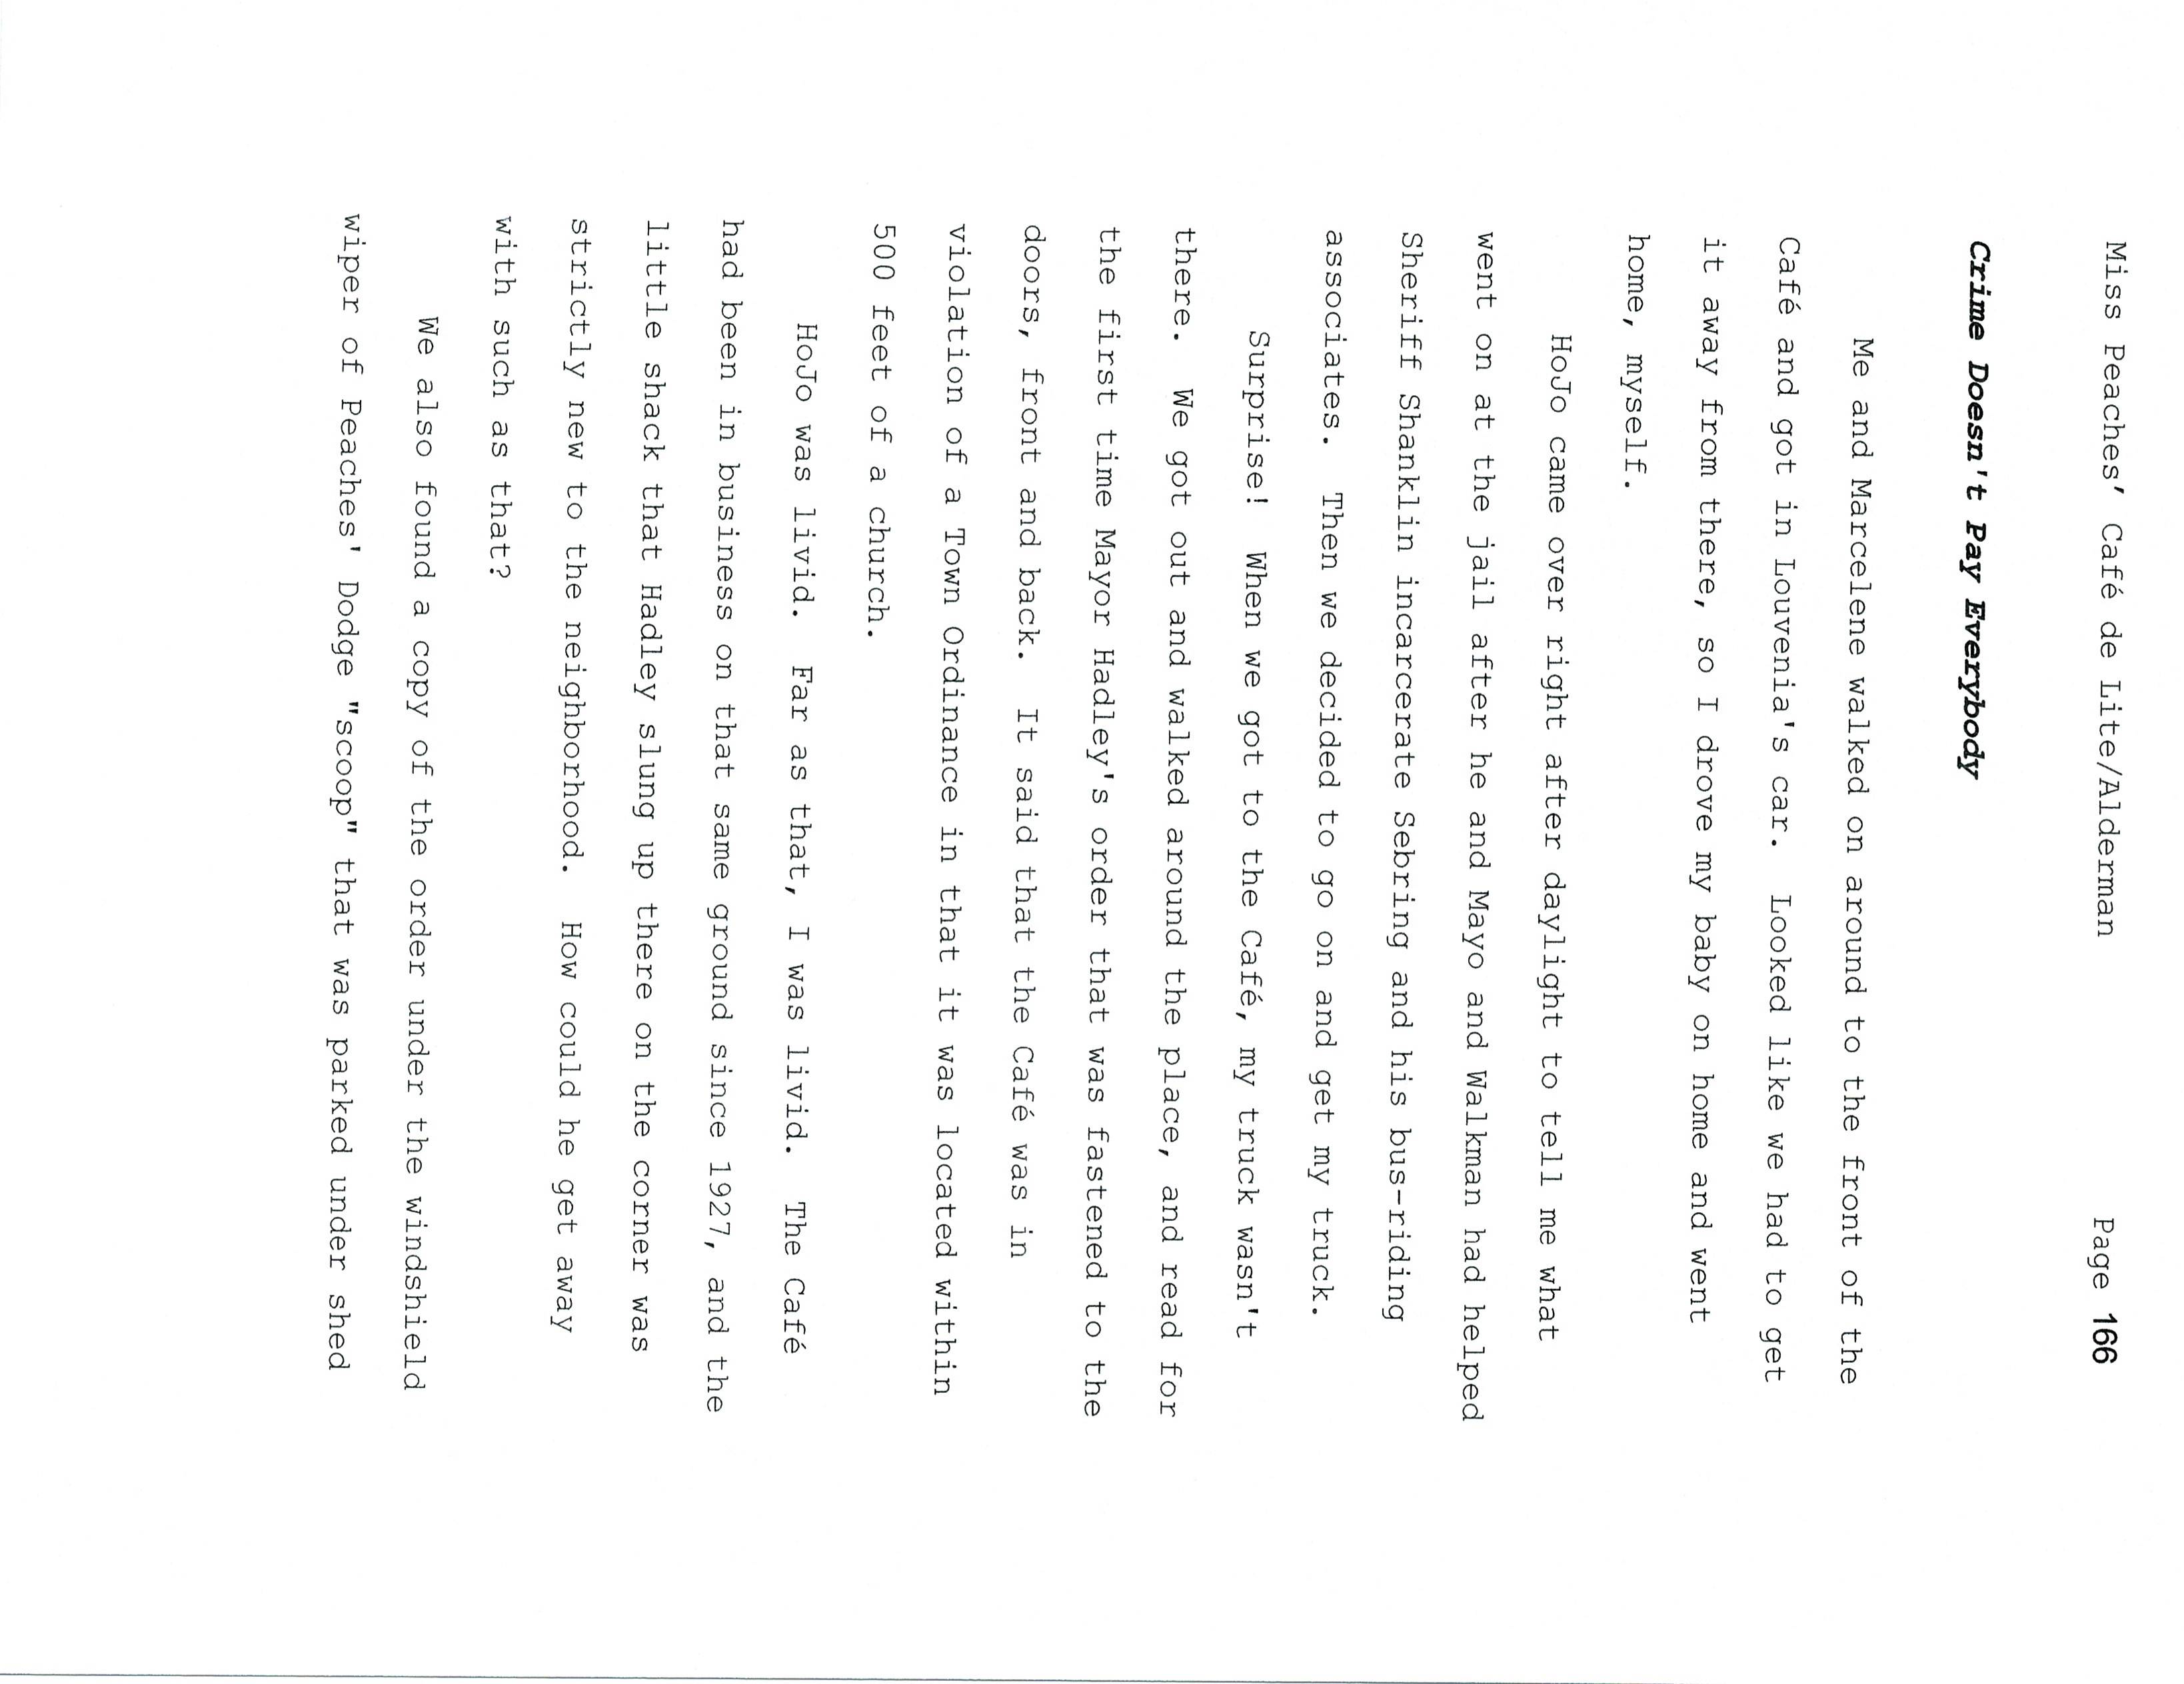 Miss Peaches’ Café de Lite/Alderman Page 166
Crime Doesn't Pay Everybody
Me and Marcelene walked on around to the front of the
Café and got in Louvenia's car. Looked like we had to get
it away from there, so I drove my baby on home and went
home, myself.
HoJo came over right after daylight to tell me what
went on at the jail after he and Mayo and Walkman had helped
Sheriff Shanklin incarcerate Sebring and his bus-riding
associates. Then we decided to go on and get my truck.
Surprise! When we got to the Café, my truck wasn't
there. We got out and walked around the place, and read for
the first time Mayor Hadley's order that was fastened to the
doors, front and back. It said that the Café was in
violation of a Town Ordinance in that it was located within
500 feet of a church.
HoJo was livid. Far as that, I was livid. The Café
had been in business on that same ground since 1927, and the
little shack that Hadley slung up there on the corner was
strictly new to the neighborhood. How could he get away
with such as that?
We also found a copy of the order under the windshield
wiper of Peaches' Dodge "scoop" that was parked under shed